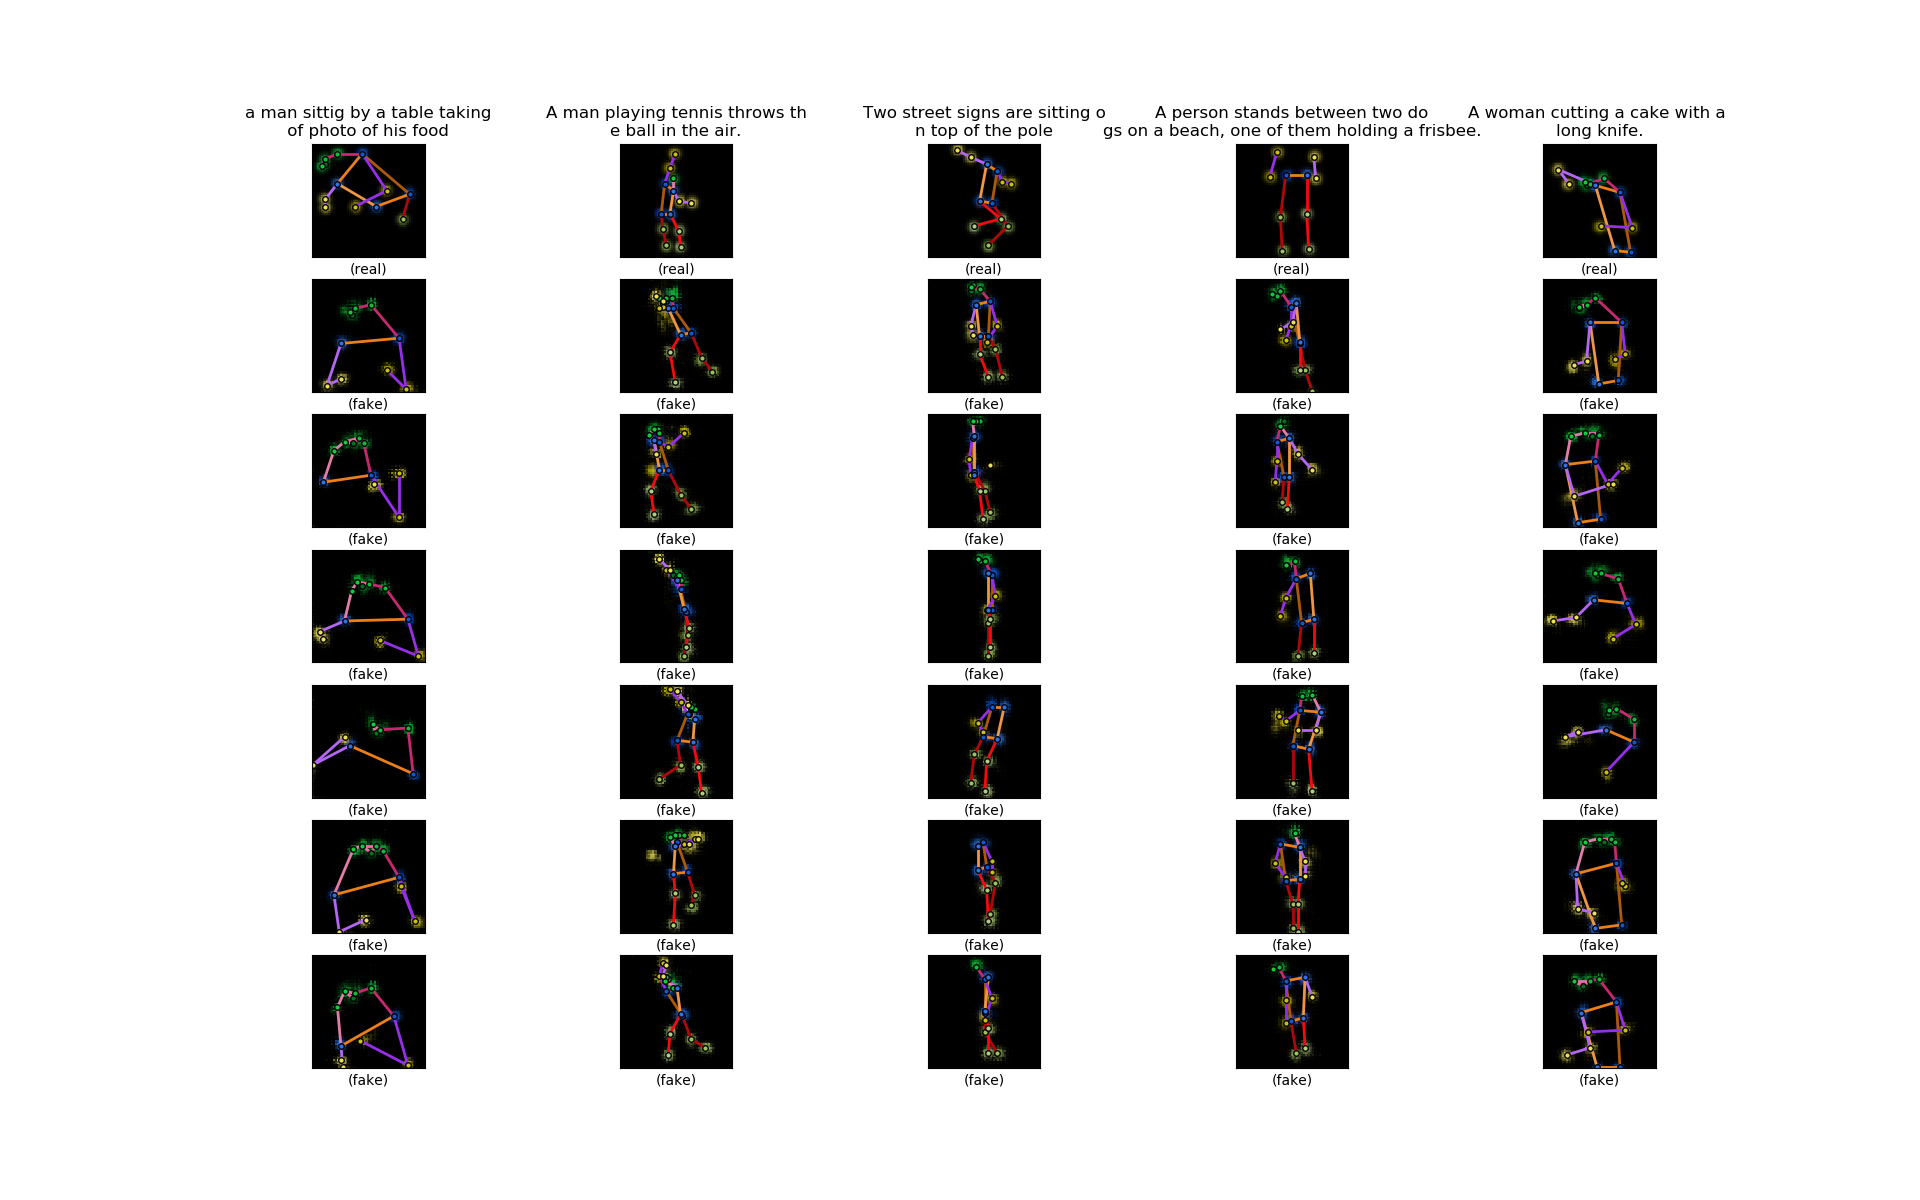 a man sittig by a table taking
of photo of his food
A man playing tennis throws th
e ball in the air.
Two street signs are sitting o
n top of the pole
A person stands between two do
gs on a beach, one of them holding a frisbee.
A woman cutting a cake with a
long knife.
(real) (real) (real) (real) (real)
(fake) (fake) (fake) (fake) (fake)
(fake) (fake) (fake) (fake) (fake)
(fake) (fake) (fake) (fake) (fake)
(fake) (fake) (fake) (fake) (fake)
(fake) (fake) (fake) (fake) (fake)
(fake) (fake) (fake) (fake) (fake)